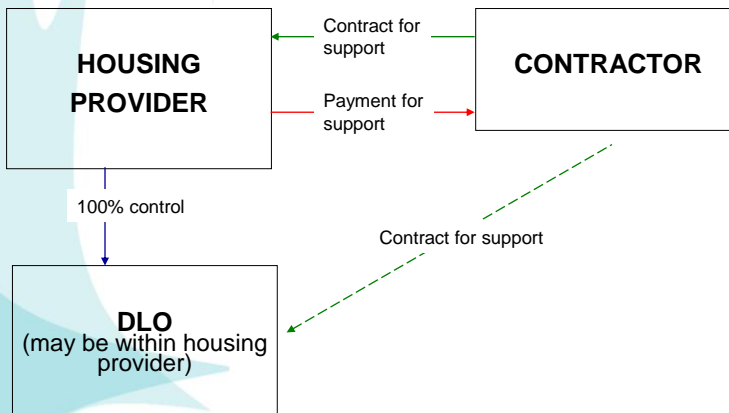 Contract for
support
HOUSING
PROVIDER
CONTRACTOR
Payment for
support
100% control
Contract for support
DLO
(may be within housing
provider)